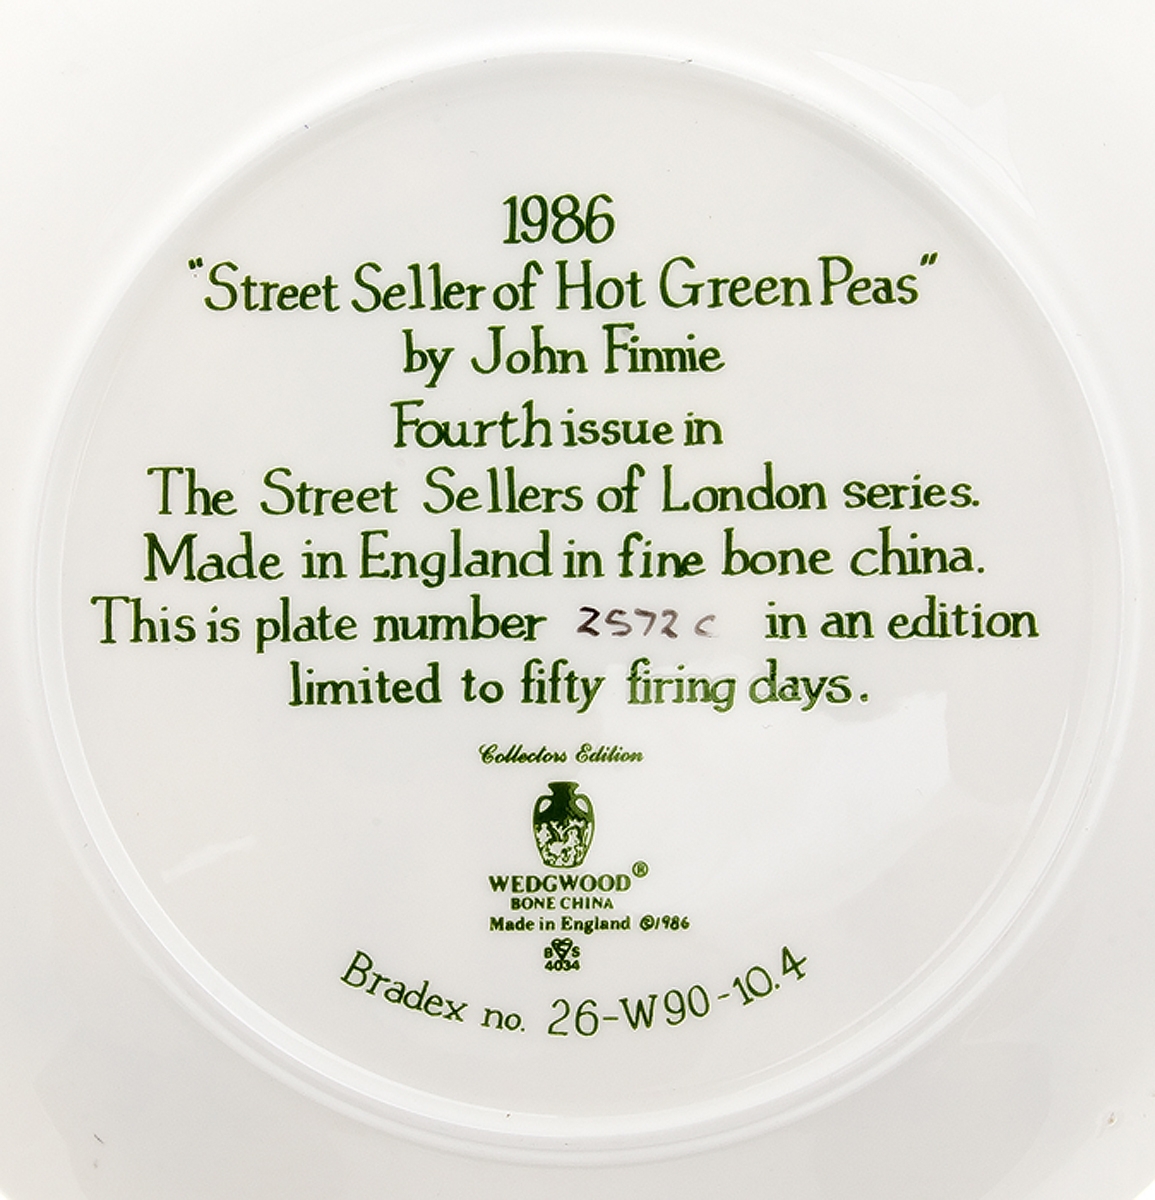 1986
"Street Seller of Hot Green Peas"
by John Finnie
Fourth issue in
The Street Sellers of London series.
Made in England in fine bone china.
This is plate number 2572 C in an edition
limited to fifty firing days.
Collectors Edition
WEDGWOOD®
BONE CHINA
Made in England ©1986
B S
4034
Bradex no. 26-W90-10.4